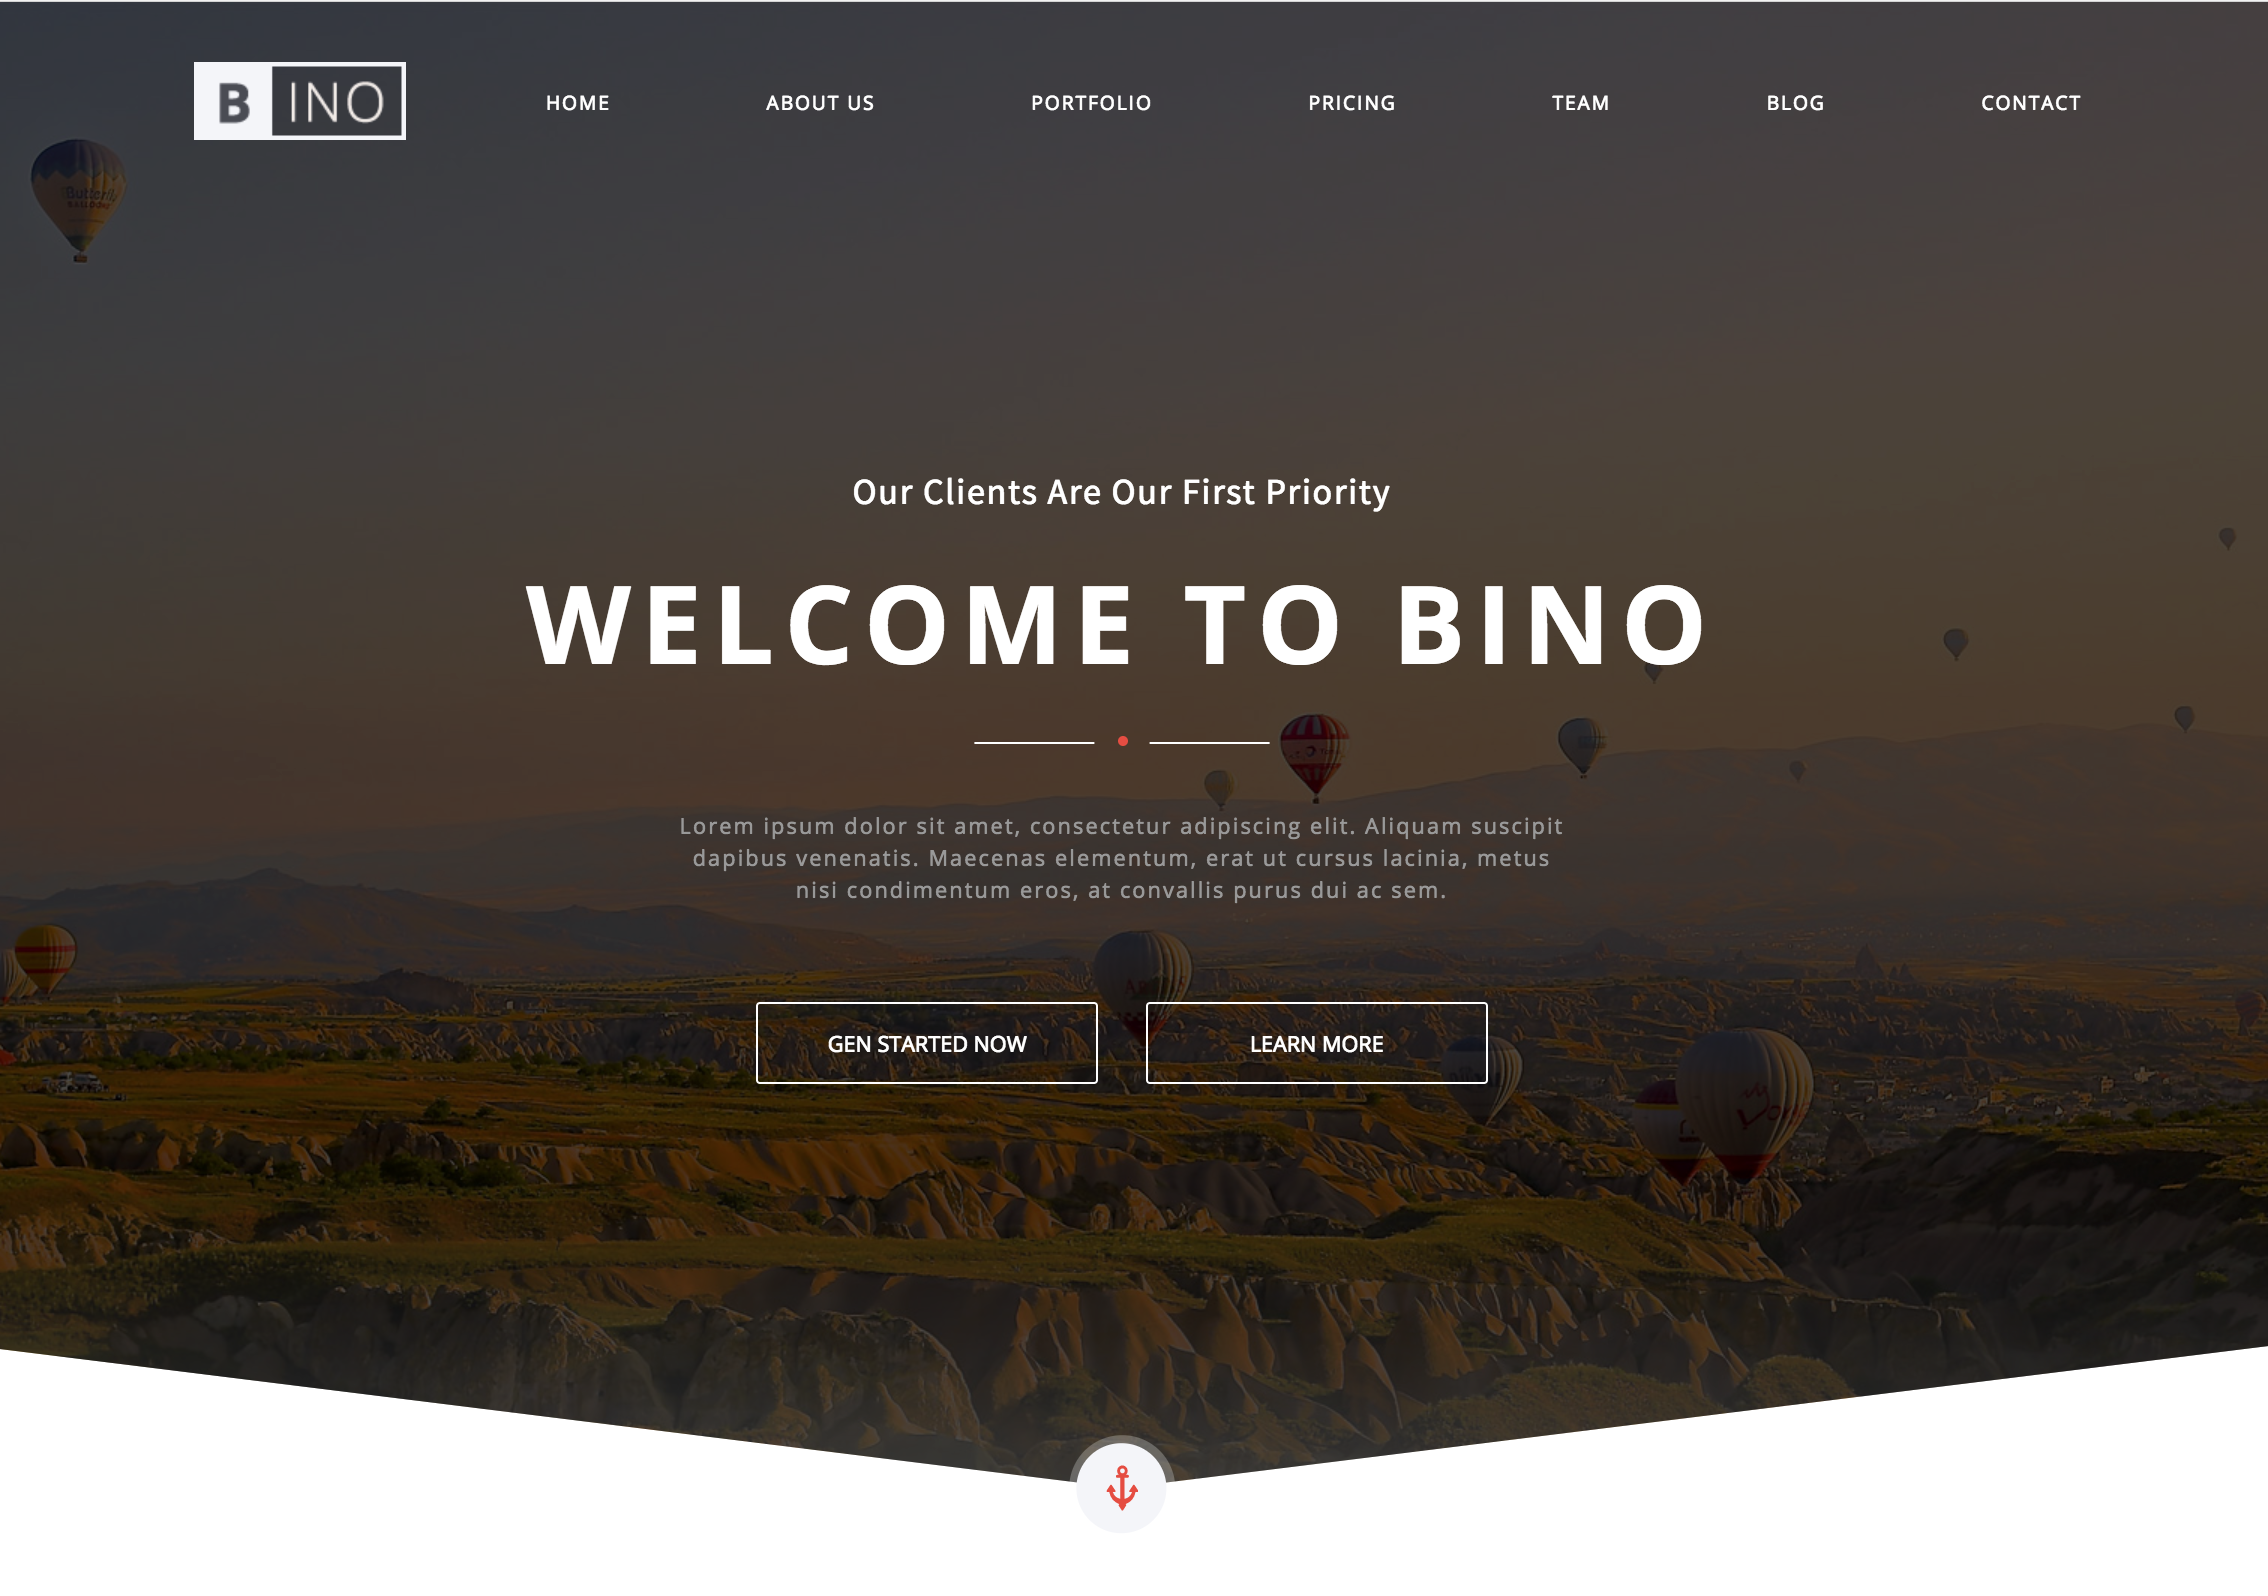 BINO
HOME
ABOUT US
PORTFOLIO
PRICING
TEAM
BLOG
CONTACT
BALLOONS
Our Clients Are Our First Priority
WELCOME TO BINO
Lorem ipsum dolor sit amet, consectetur adipiscing elit. Aliquam suscipit
dapibus venenatis. Maecenas elementum, erat ut cursus lacinia, metus
nisi condimentum eros, at convallis purus dui ac sem.
GEN STARTED NOW
LEARN MORE